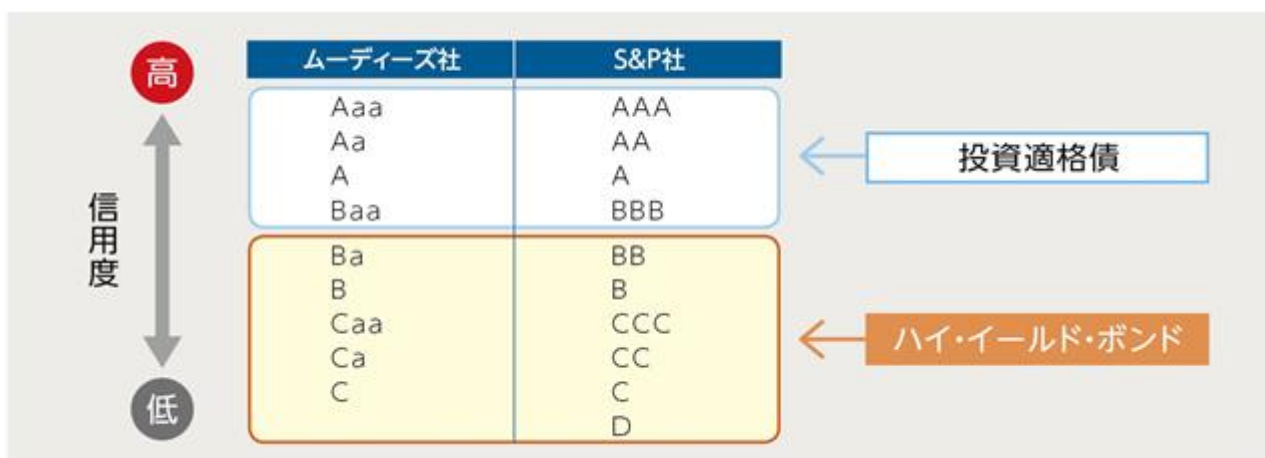 高
信用度
低
ムーディーズ社 S&P社
Aaa AAA
Aa AA
A A
Baa BBB
Ba BB
B B
Caa CCC
Ca CC
C C
D
投資適格債
ハイ・イールド・ボンド